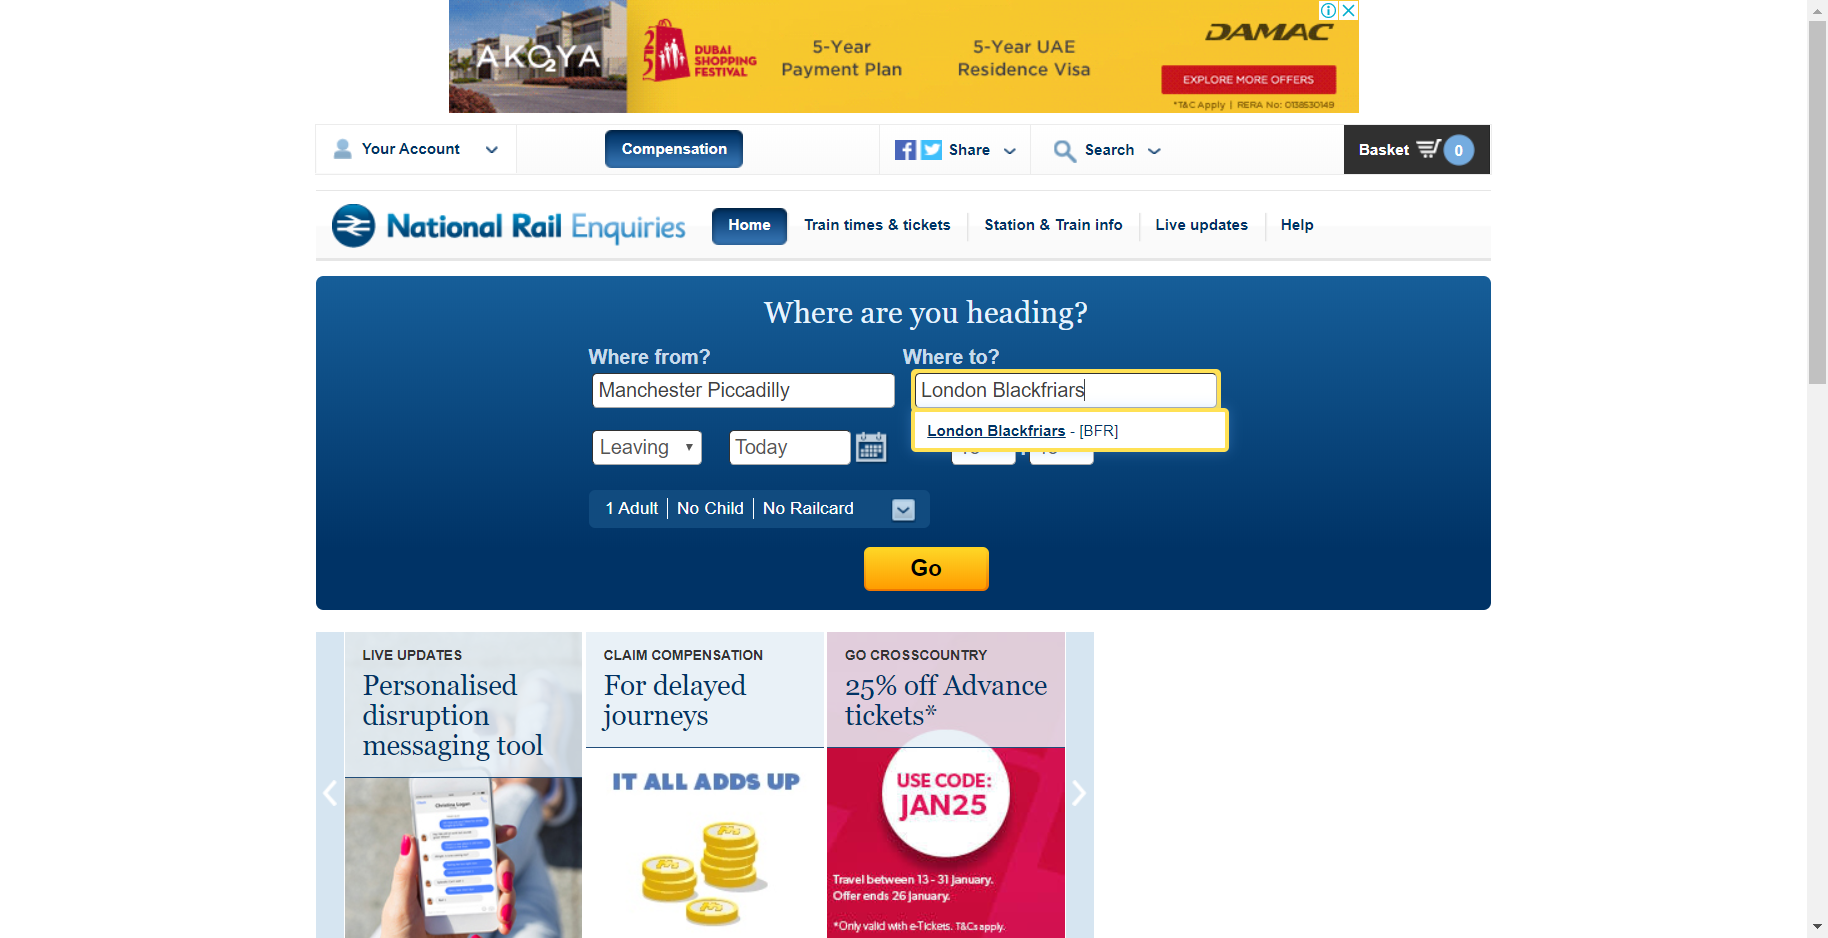 AKO2YA
25
DUBAI
SHOPPING
FESTIVAL
5-Year
Payment Plan
5-Year UAE
Residence Visa
DAMAC
EXPLORE MORE OFFERS
*T&C Apply | RERA No: 0138530149
Your Account
Compensation
Share
Search
Basket 0
National Rail Enquiries
Home
Train times & tickets
Station & Train info
Live updates
Help
Where are you heading?
Where from?
Where to?
Manchester Piccadilly
London Blackfriars
London Blackfriars - [BFR]
Leaving
Today
1 Adult | No Child | No Railcard
Go
LIVE UPDATES
Personalised
disruption
messaging tool
CLAIM COMPENSATION
For delayed
journeys
IT ALL ADDS UP
GO CROSSCOUNTRY
25% off Advance
tickets*
USE CODE:
JAN25
Travel between 13 - 31 January.
Offer ends 26 January.
*Only valid with e-Tickets. T&Cs apply.